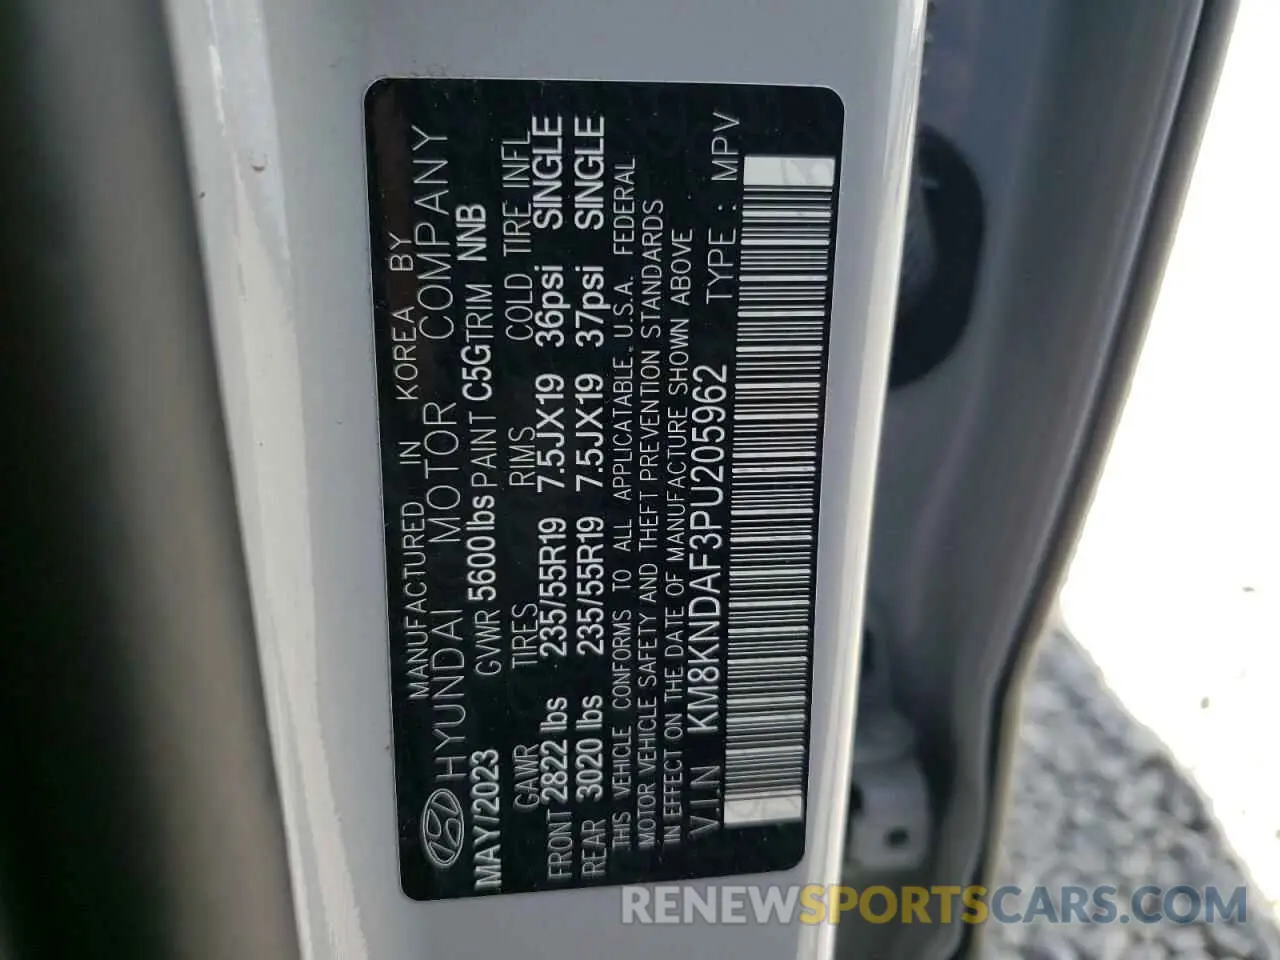 MANUFACTURED IN KOREA BY
HYUNDAI MOTOR COMPANY
MAY/2023 GVWR 5600lbs PAINT C5G TRIM NNB
GAWR TIRES RIMS COLD TIRE INFL
FRONT 2822 lbs 235/55R19 7.5JX19 36psi SINGLE
REAR 3020 lbs 235/55R19 7.5JX19 37psi SINGLE
THIS VEHICLE CONFORMS TO ALL APPLICATABLE. U.S.A. FEDERAL
MOTOR VEHICLE SAFETY AND THEFT PREVENTION STANDARDS
IN EFFECT ON THE DATE OF MANUFACTURE SHOWN ABOVE
V.I.N KM8KNDAF3PU205962 TYPE : MPV
RENEWSPORTSCARS.COM